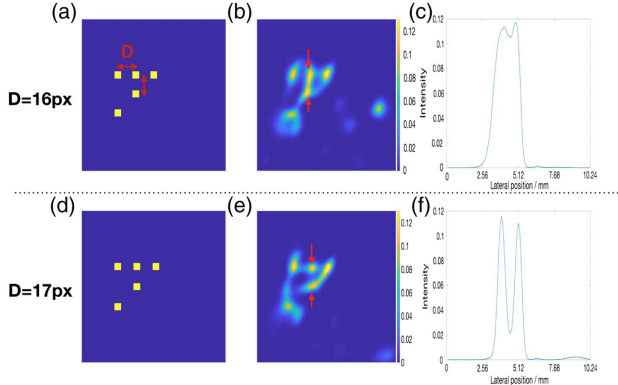 (a)
(b)
(c)
D
D=16px
0.12
0.1
0.08
0.06
0.04
0.02
0
0.12
0.1
0.08
0.06
0.04
0.02
0
Intensity
0
2.56
5.12
7.68
10.24
Lateral position / mm
(d)
(e)
(f)
D=17px
0.12
0.1
0.08
0.06
0.04
0.02
0
0.12
0.1
0.08
0.06
0.04
0.02
0
Intensity
0
2.56
5.12
7.68
10.24
Lateral position / mm